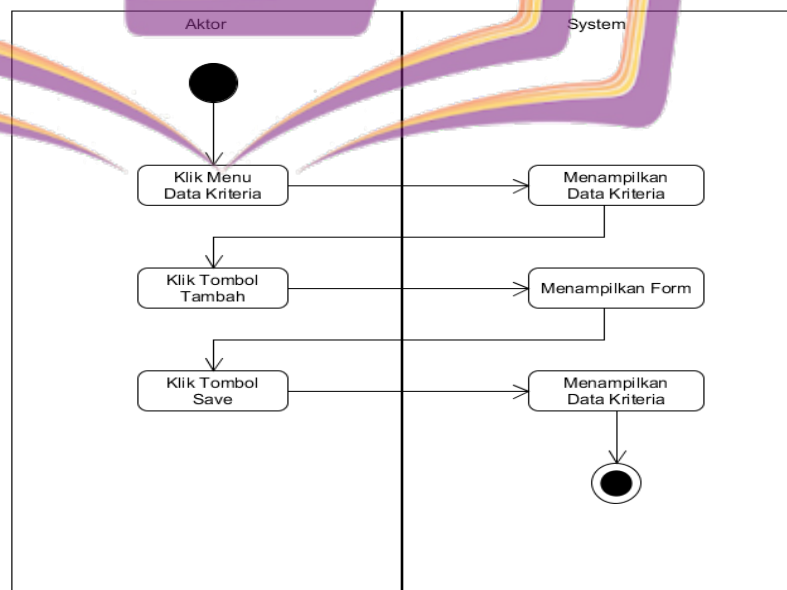 Aktor
System
Klik Menu
Data Kriteria
Menampilkan
Data Kriteria
Klik Tombol
Tambah
Menampilkan Form
Klik Tombol
Save
Menampilkan
Data Kriteria